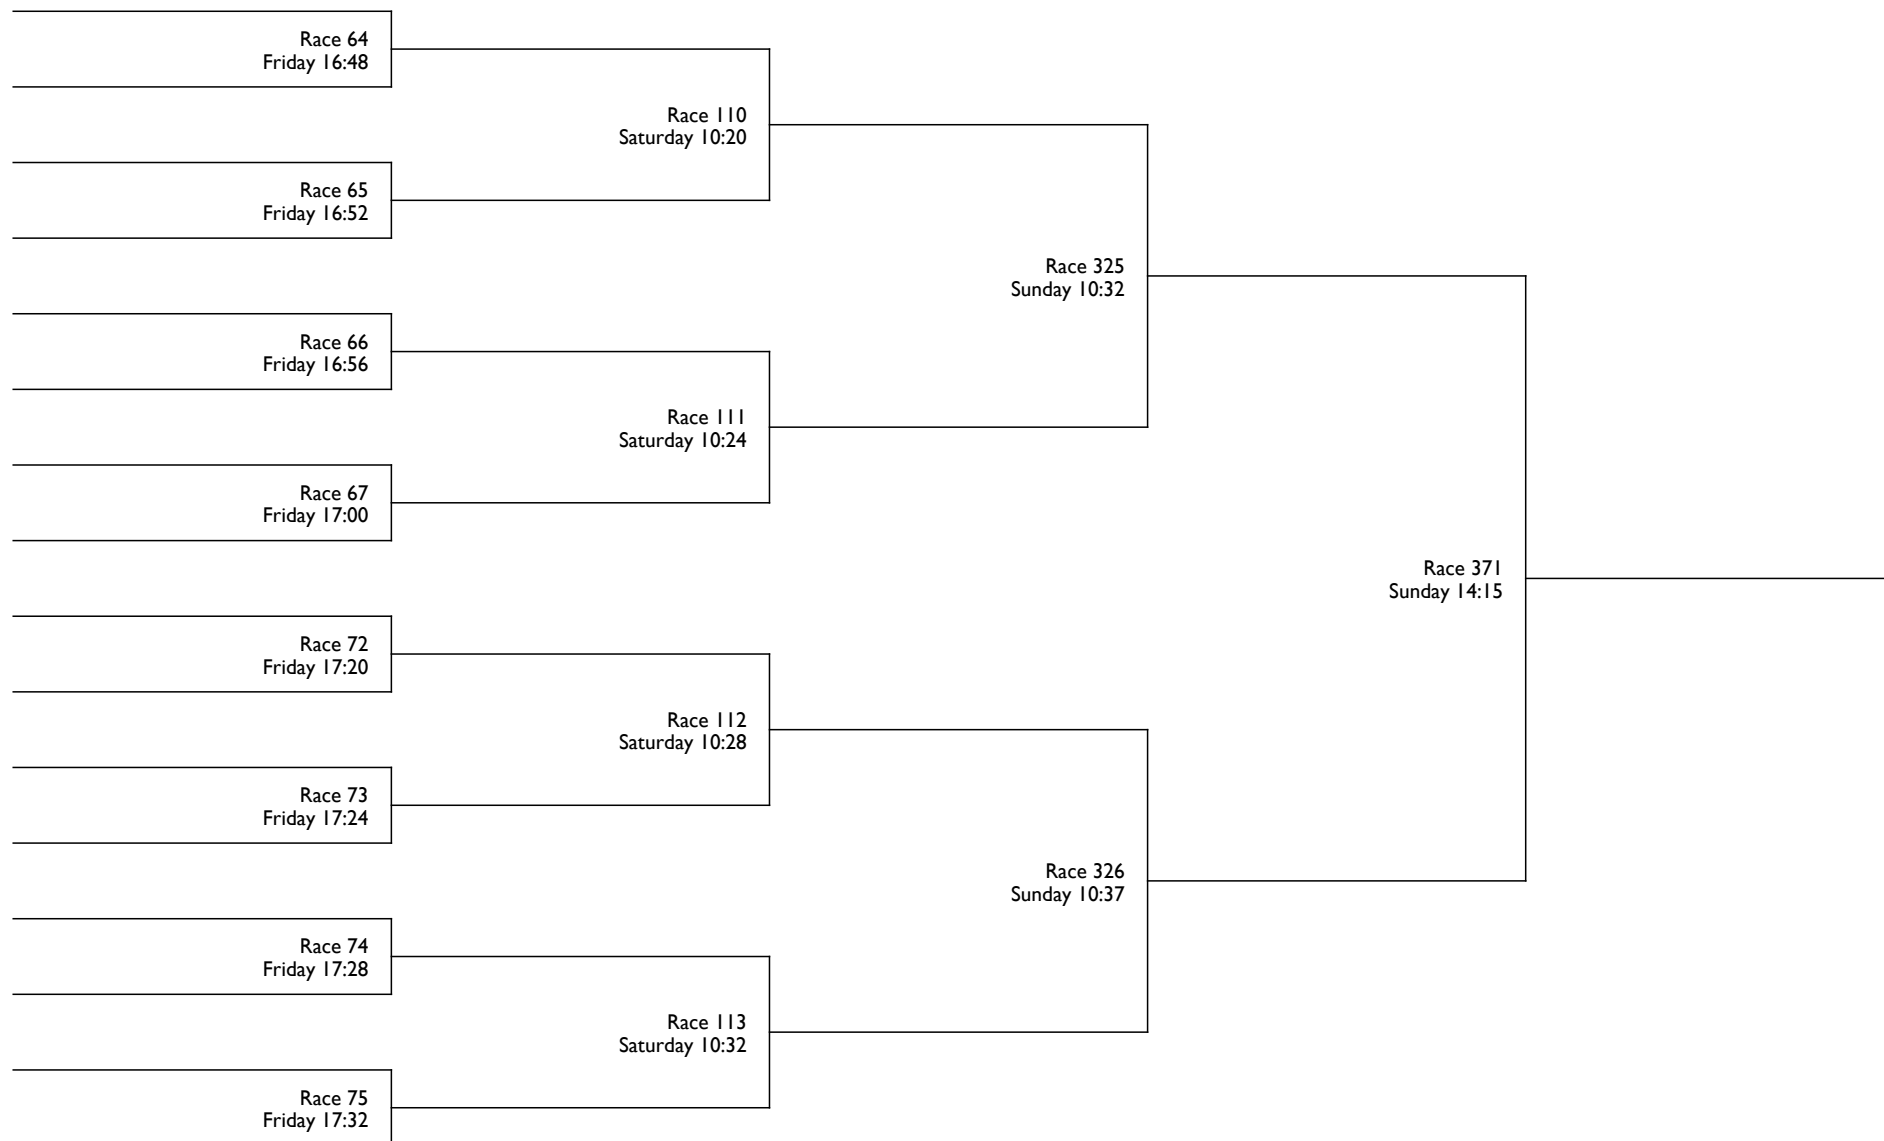 Race 64
Friday 16:48
Race 110
Saturday 10:20
Race 65
Friday 16:52
Race 325
Sunday 10:32
Race 66
Friday 16:56
Race 111
Saturday 10:24
Race 67
Friday 17:00
Race 371
Sunday 14:15
Race 72
Friday 17:20
Race 112
Saturday 10:28
Race 73
Friday 17:24
Race 326
Sunday 10:37
Race 74
Friday 17:28
Race 113
Saturday 10:32
Race 75
Friday 17:32